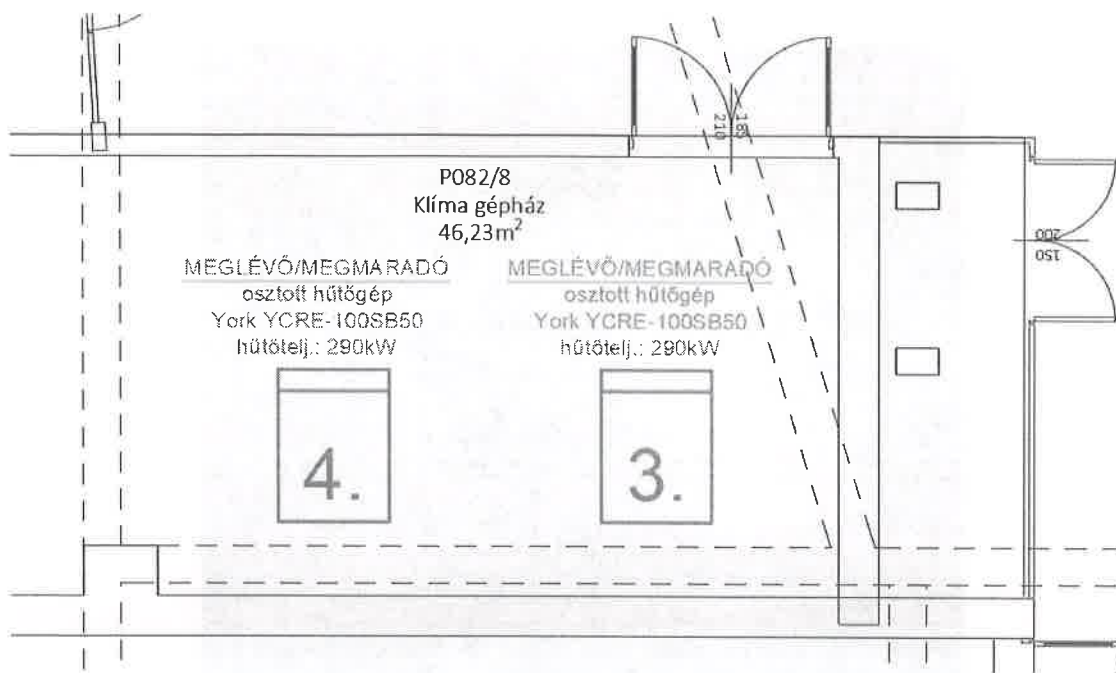 210
185
P082/8
Klíma gépház
46,23m²
200
150
MEGLÉVŐ/MEGMARADÓ
osztott hűtőgép
York YCRE-100SB50
hűtőtelj.: 290kW
MEGLÉVŐ/MEGMARADÓ
osztott hűtőgép
York YCRE-100SB50
hűtőtelj.: 290kW
4.
3.